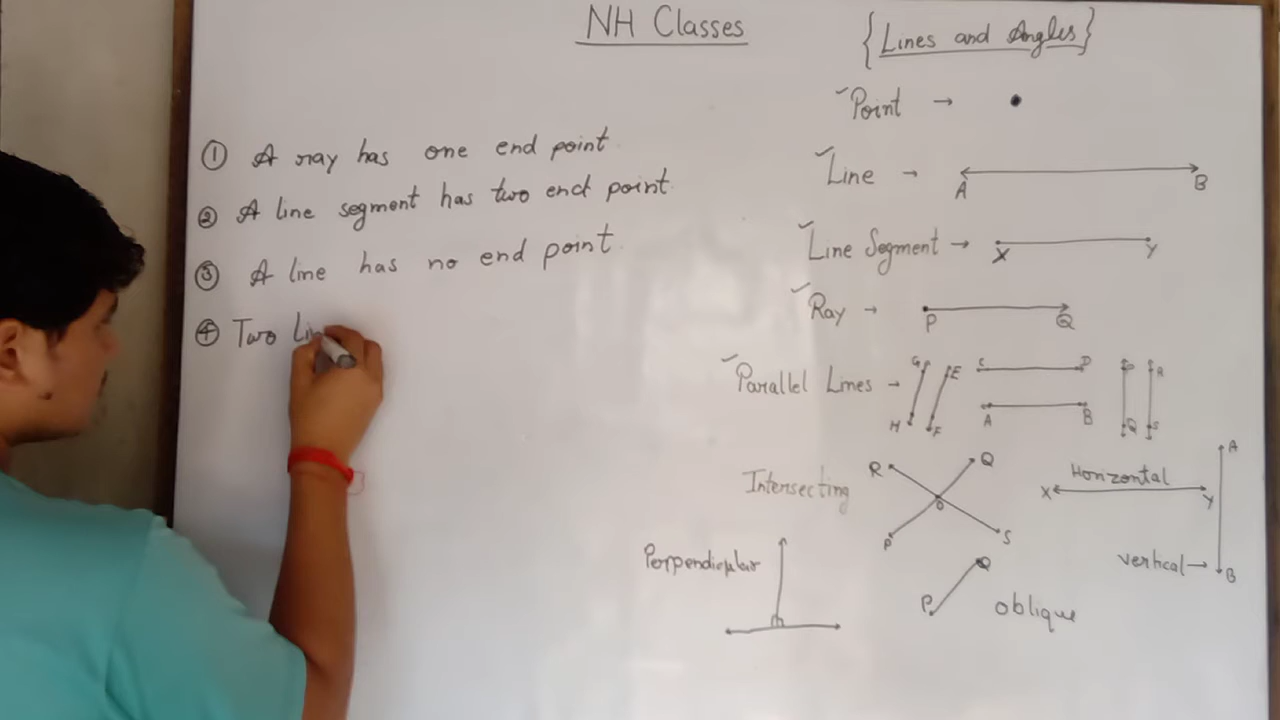 NH Classes
{Lines and Angles}
① A ray has one end point
② A line segment has two end point
③ A line has no end point
④ Two Li
Point →
Line →
A B
Line Segment →
X Y
Ray →
P Q
Parallel Lines →
G E C D P R
H F A B Q S
Intersecting
R Q
O
P S
Horizontal
X Y
A
vertical →
B
Perpendicular
P Q
oblique